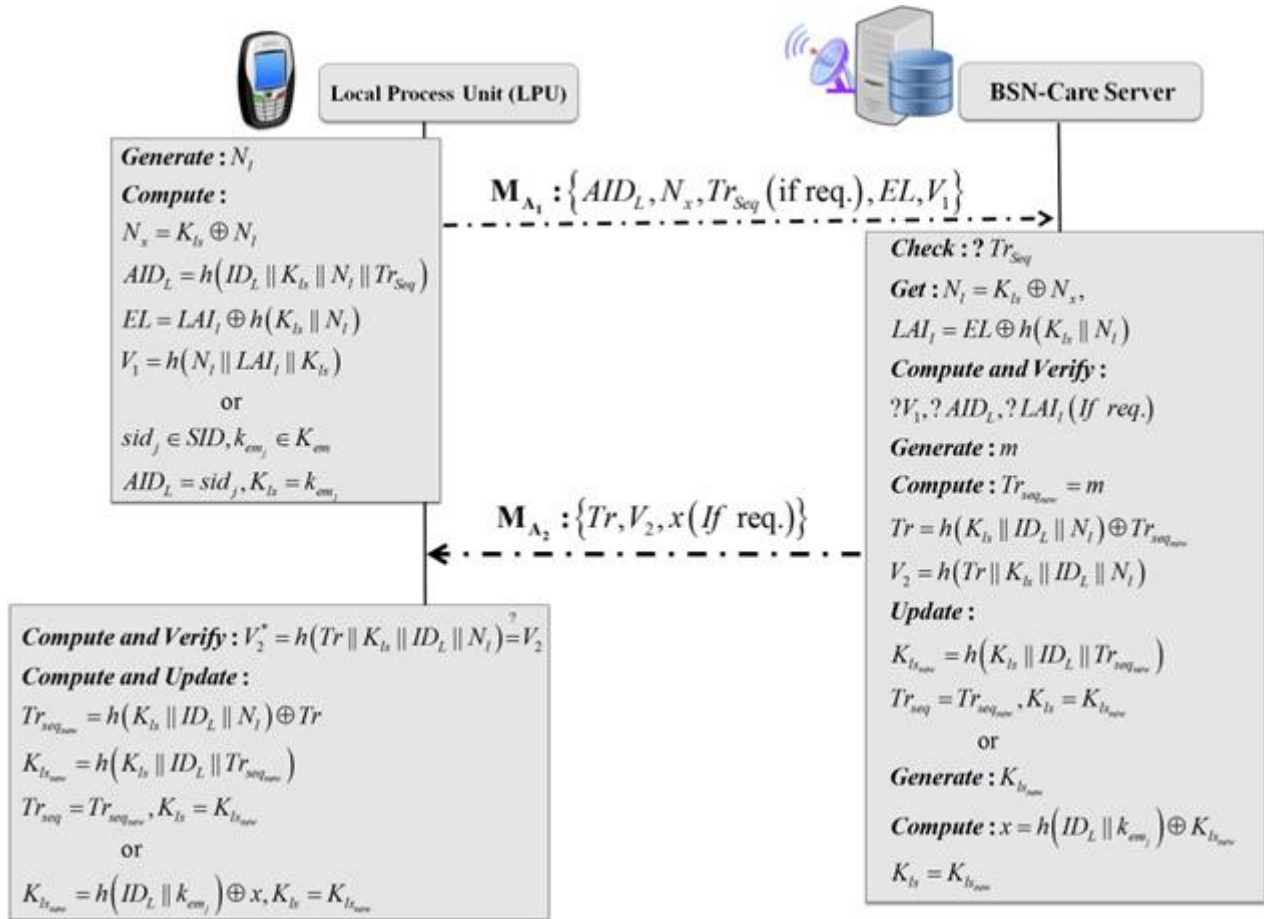 Local Process Unit (LPU)
BSN-Care Server
Generate : N_l
Compute :
N_x = K_ls ⊕ N_l
AID_L = h(ID_L || K_ls || N_l || Tr_Seq)
EL = LAI_l ⊕ h(K_ls || N_l)
V_1 = h(N_l || LAI_l || K_ls)
or
sid_j ∈ SID, k_em_j ∈ K_em
AID_L = sid_j, K_ls = k_em_j
M_A_1 : {AID_L, N_x, Tr_Seq (if req.), EL, V_1}
Check : ? Tr_Seq
Get : N_l = K_ls ⊕ N_x,
LAI_l = EL ⊕ h(K_ls || N_l)
Compute and Verify :
?V_1, ? AID_L, ? LAI_l (If req.)
Generate : m
Compute : Tr_seq_new = m
Tr = h(K_ls || ID_L || N_l) ⊕ Tr_seq_new
V_2 = h(Tr || K_ls || ID_L || N_l)
Update :
K_ls_new = h(K_ls || ID_L || Tr_seq_new)
Tr_seq = Tr_seq_new, K_ls = K_ls_new
or
Generate : K_ls_new
Compute : x = h(ID_L || k_em_j) ⊕ K_ls_new
K_ls = K_ls_new
M_A_2 : {Tr, V_2, x (If req.)}
Compute and Verify : V_2^* = h(Tr || K_ls || ID_L || N_l) =? V_2
Compute and Update :
Tr_seq_new = h(K_ls || ID_L || N_l) ⊕ Tr
K_ls_new = h(K_ls || ID_L || Tr_seq_new)
Tr_seq = Tr_seq_new, K_ls = K_ls_new
or
K_ls_new = h(ID_L || k_em_j) ⊕ x, K_ls = K_ls_new